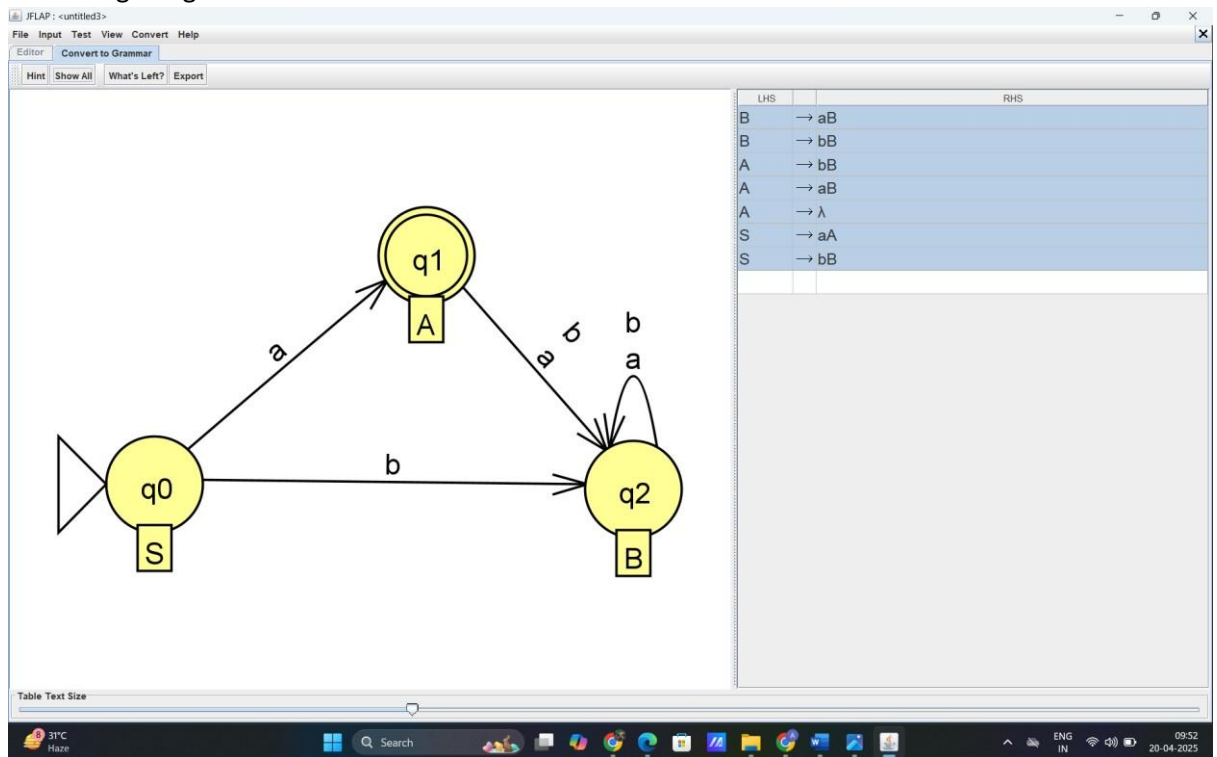 JFLAP : <untitled3>
File Input Test View Convert Help
Editor Convert to Grammar
Hint Show All What's Left? Export
LHS RHS
B → aB
B → bB
A → bB
A → aB
A → λ
S → aA
S → bB
q1
A
a
b
a
b
a
b
q0
S
q2
B
Table Text Size
8
31°C
Haze
Search
ENG
IN
09:52
20-04-2025